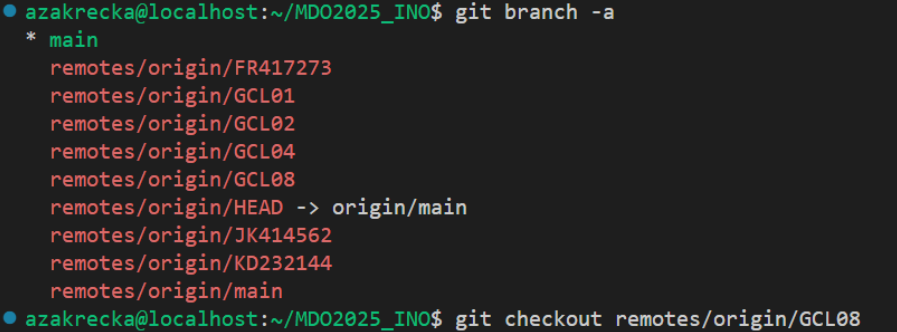 azakrecka@localhost:~/MDO2025_INO$ git branch -a
* main
remotes/origin/FR417273
remotes/origin/GCL01
remotes/origin/GCL02
remotes/origin/GCL04
remotes/origin/GCL08
remotes/origin/HEAD -> origin/main
remotes/origin/JK414562
remotes/origin/KD232144
remotes/origin/main
azakrecka@localhost:~/MDO2025_INO$ git checkout remotes/origin/GCL08